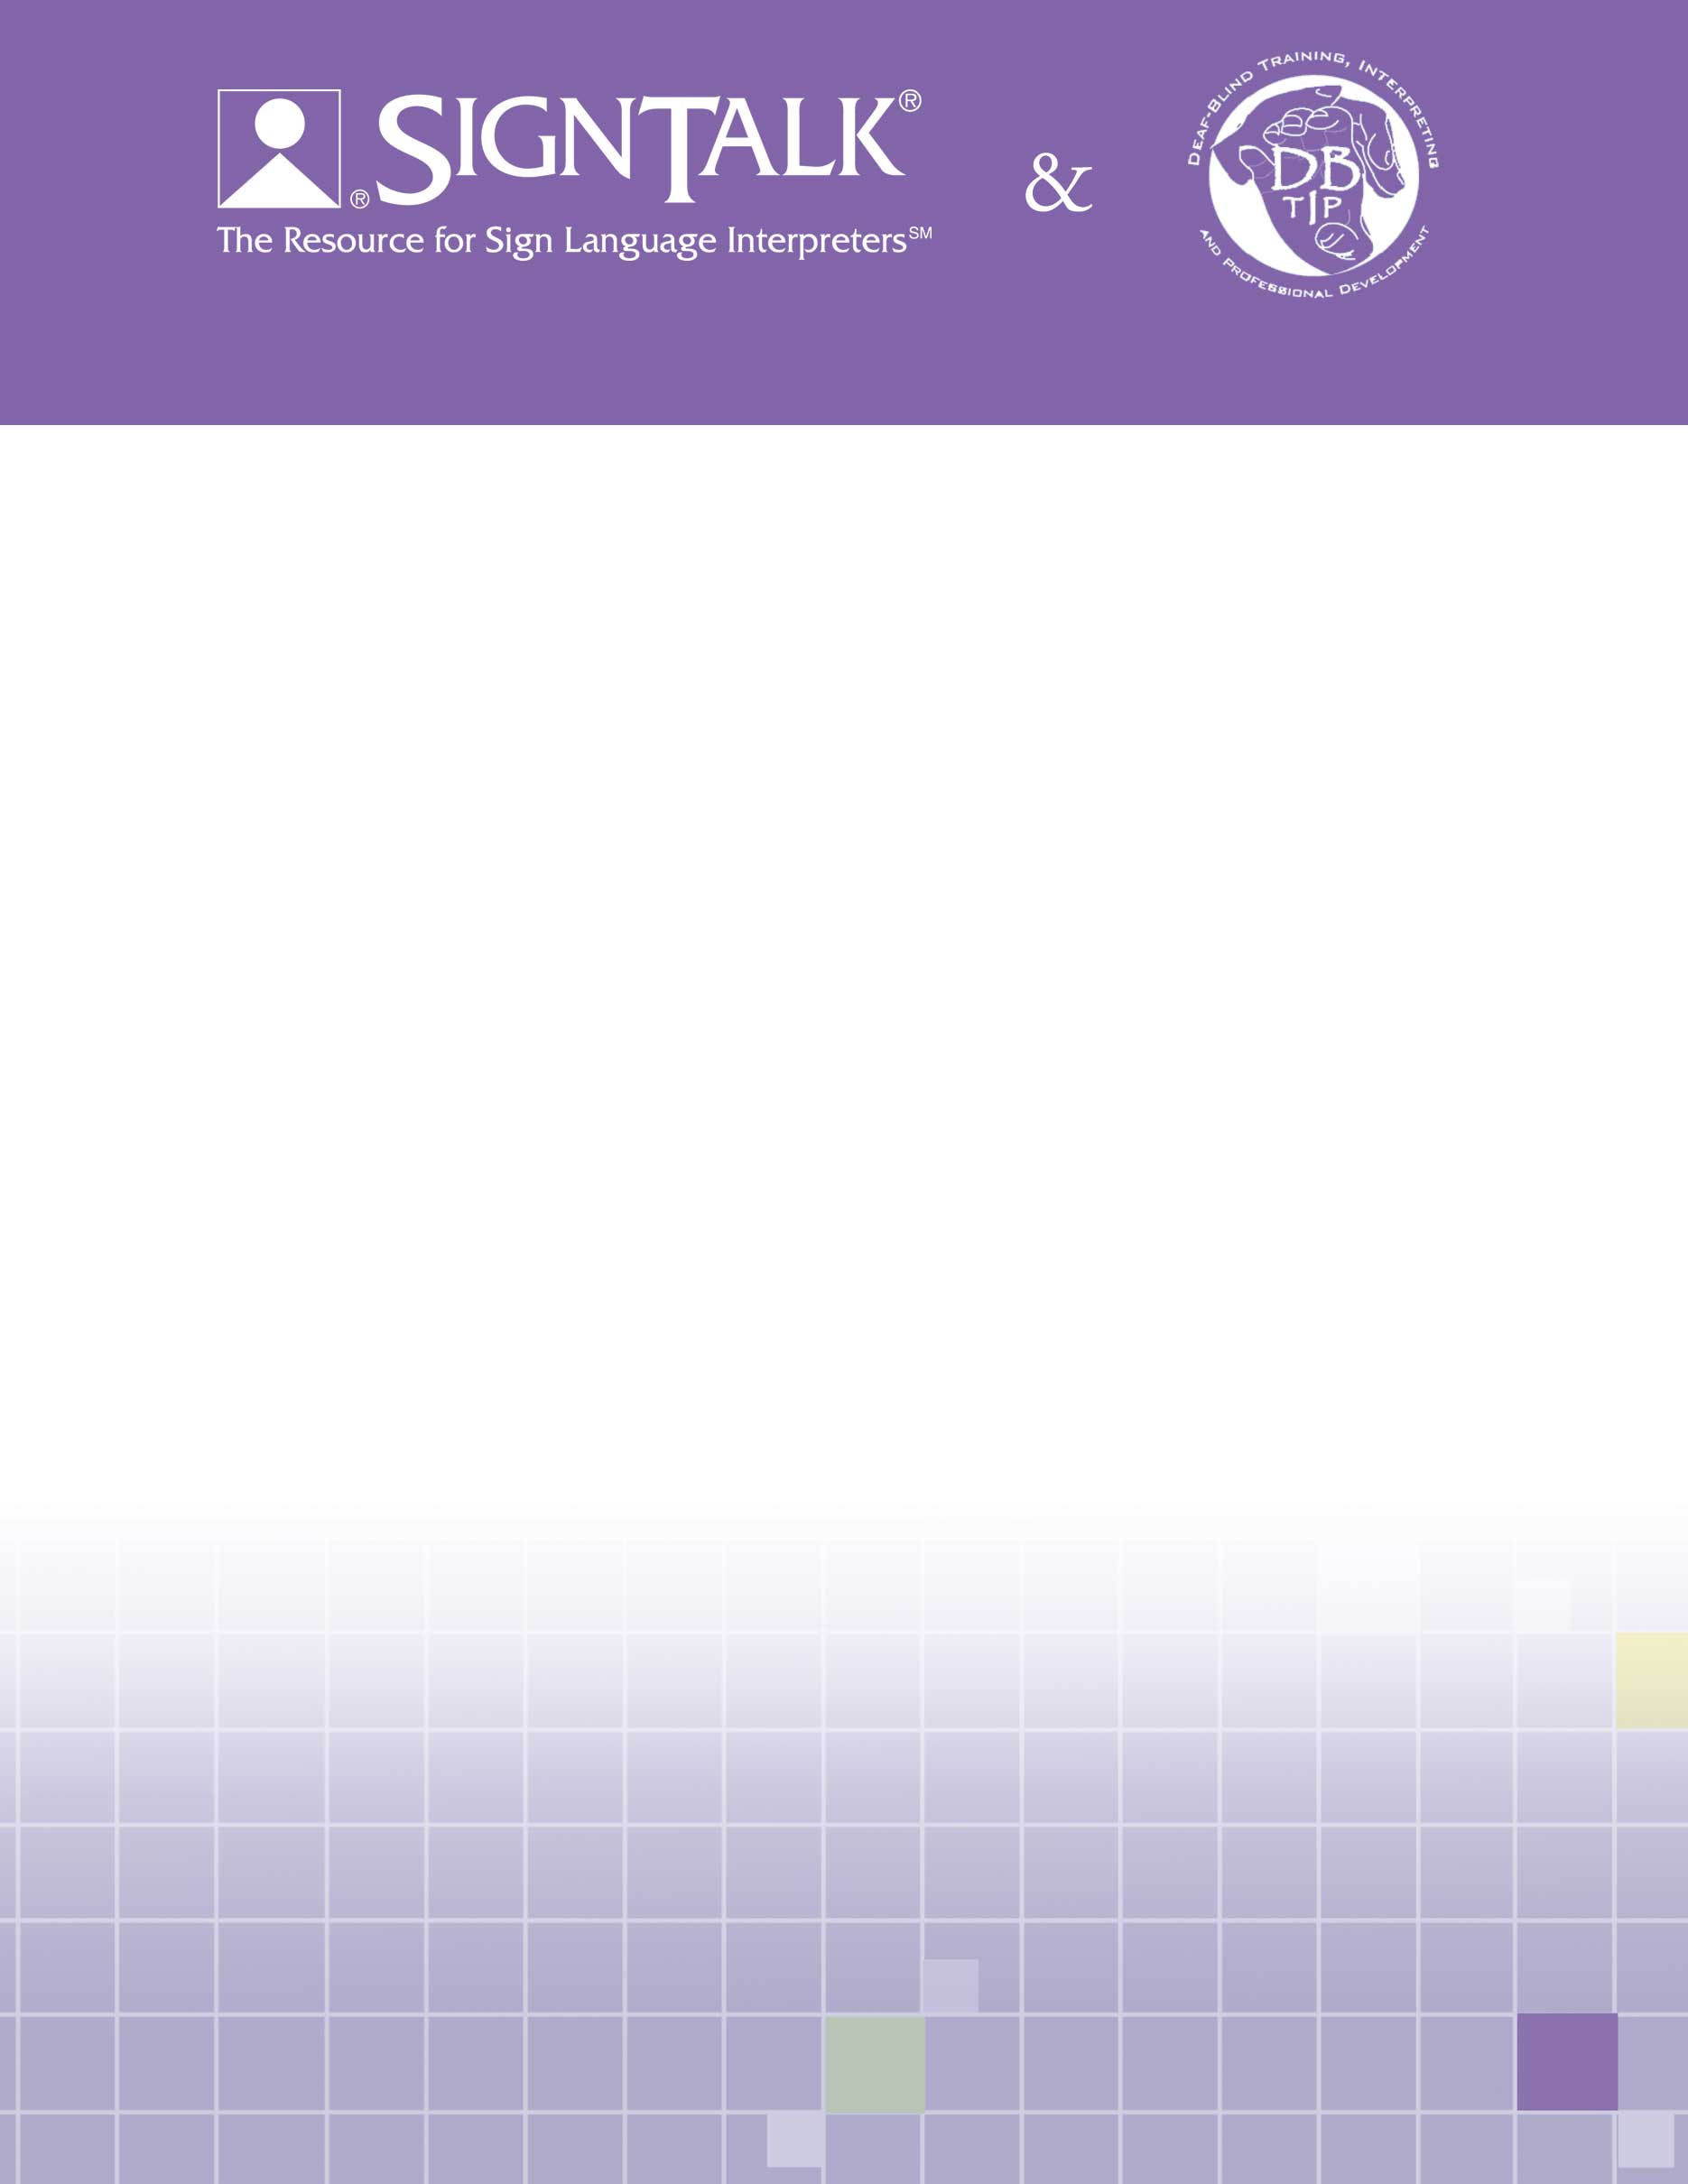 SIGNTALK®
®
The Resource for Sign Language Interpreters℠
&
DEAF-BLIND TRAINING, INTERPRETING
DB
TIP
AND PROFESSIONAL DEVELOPMENT